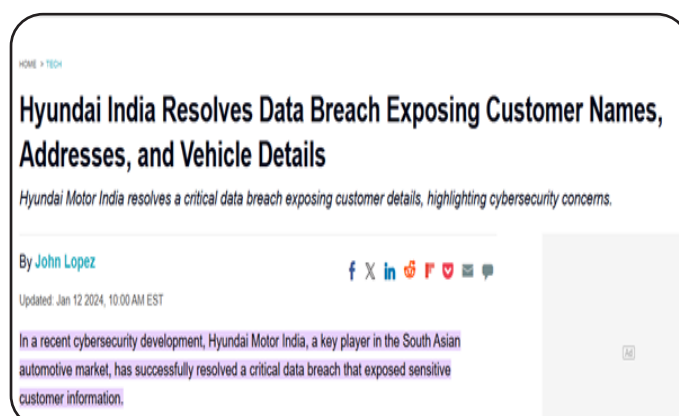 HOME > TECH
Hyundai India Resolves Data Breach Exposing Customer Names,
Addresses, and Vehicle Details
Hyundai Motor India resolves a critical data breach exposing customer details, highlighting cybersecurity concerns.
By John Lopez
Updated: Jan 12 2024, 10:00 AM EST
In a recent cybersecurity development, Hyundai Motor India, a key player in the South Asian
automotive market, has successfully resolved a critical data breach that exposed sensitive
customer information.
Ad